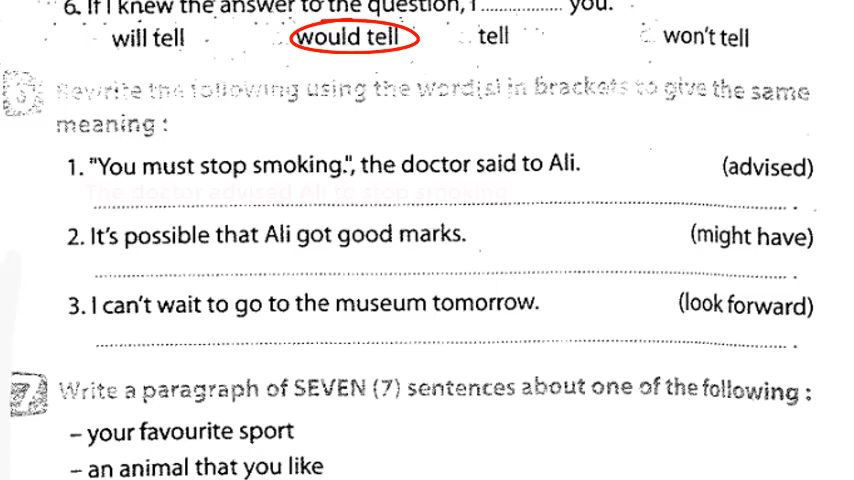 6. If I knew the answer to the question, I .............. you.
will tell would tell tell won't tell
Rewrite the following using the word(s) in brackets to give the same
meaning :
1. "You must stop smoking.", the doctor said to Ali. (advised)
The doctor advised Ali to stop smoking
2. It's possible that Ali got good marks. (might have)
3. I can't wait to go to the museum tomorrow. (look forward)
7. Write a paragraph of SEVEN (7) sentences about one of the following :
– your favourite sport
– an animal that you like